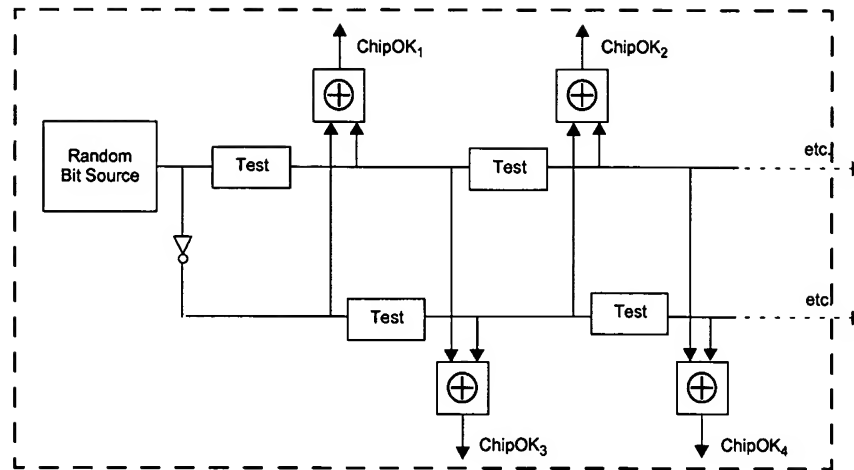 ChipOK1
ChipOK2
Random
Bit Source
Test
Test
etc.
Test
Test
etc
ChipOK3
ChipOK4